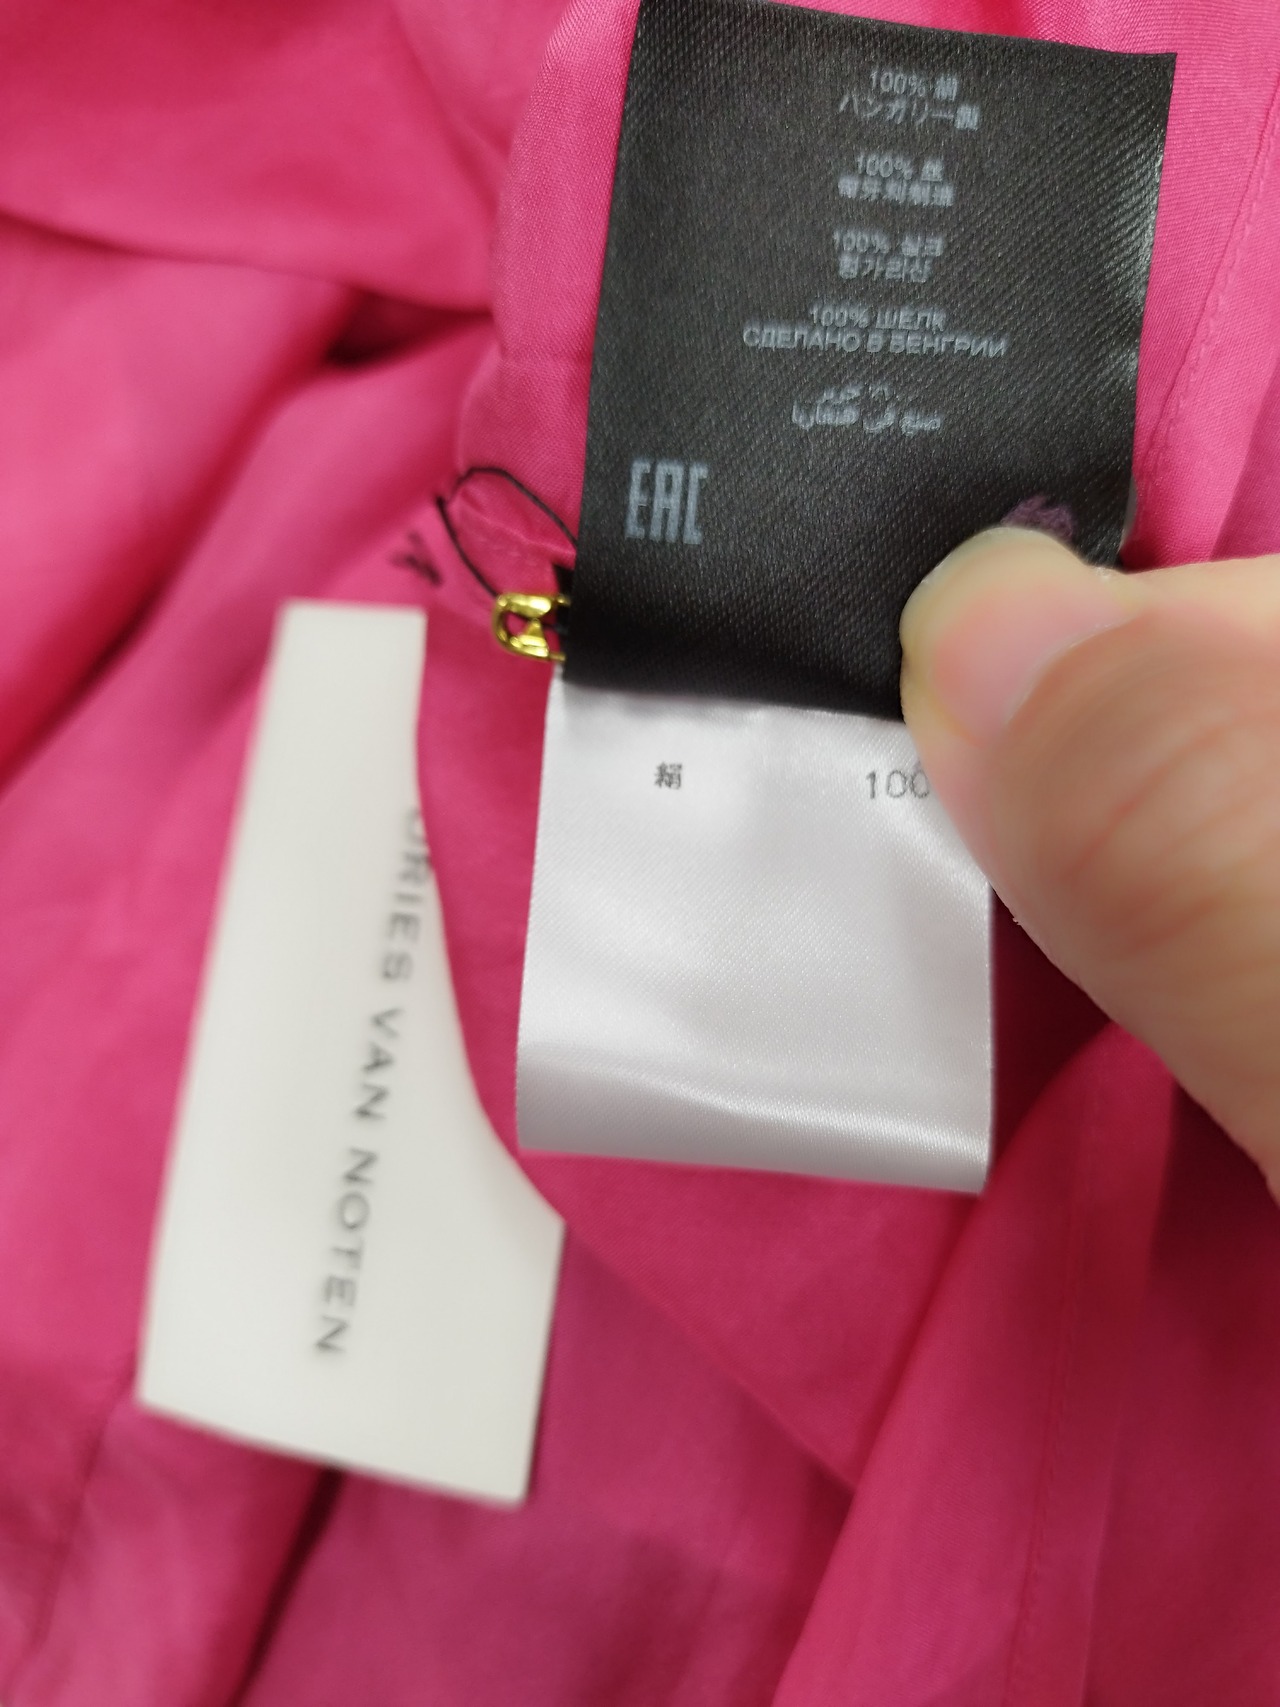 100% 絹
ハンガリー製
100% 丝
匈牙利制造
100% 실크
헝가리산
100% ШЕЛК
СДЕЛАНО В ВЕНГРИИ
EAC
絹 100
DRIES VAN NOTEN